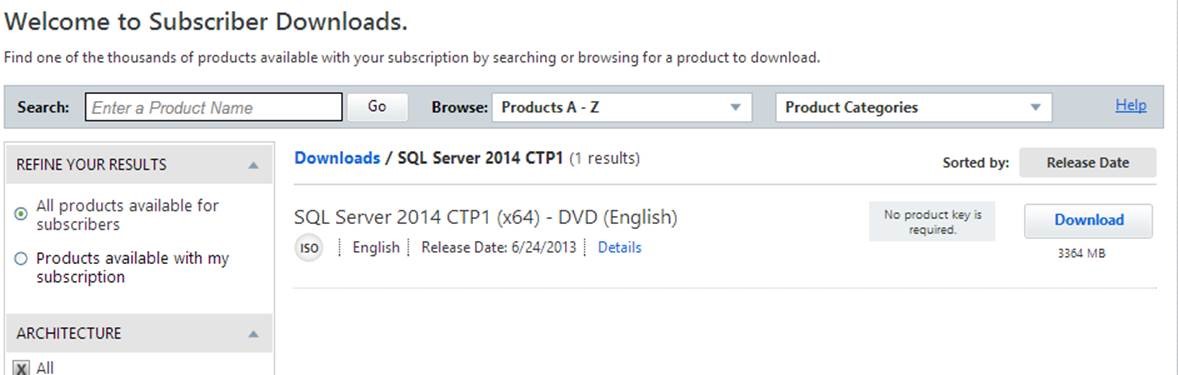 Welcome to Subscriber Downloads.
Find one of the thousands of products available with your subscription by searching or browsing for a product to download.
Search: Enter a Product Name Go Browse: Products A - Z Product Categories Help
REFINE YOUR RESULTS
All products available for
subscribers
Products available with my
subscription
ARCHITECTURE
All
Downloads / SQL Server 2014 CTP1 (1 results)
Sorted by: Release Date
SQL Server 2014 CTP1 (x64) - DVD (English)
ISO English Release Date: 6/24/2013 Details
No product key is
required.
Download
3364 MB